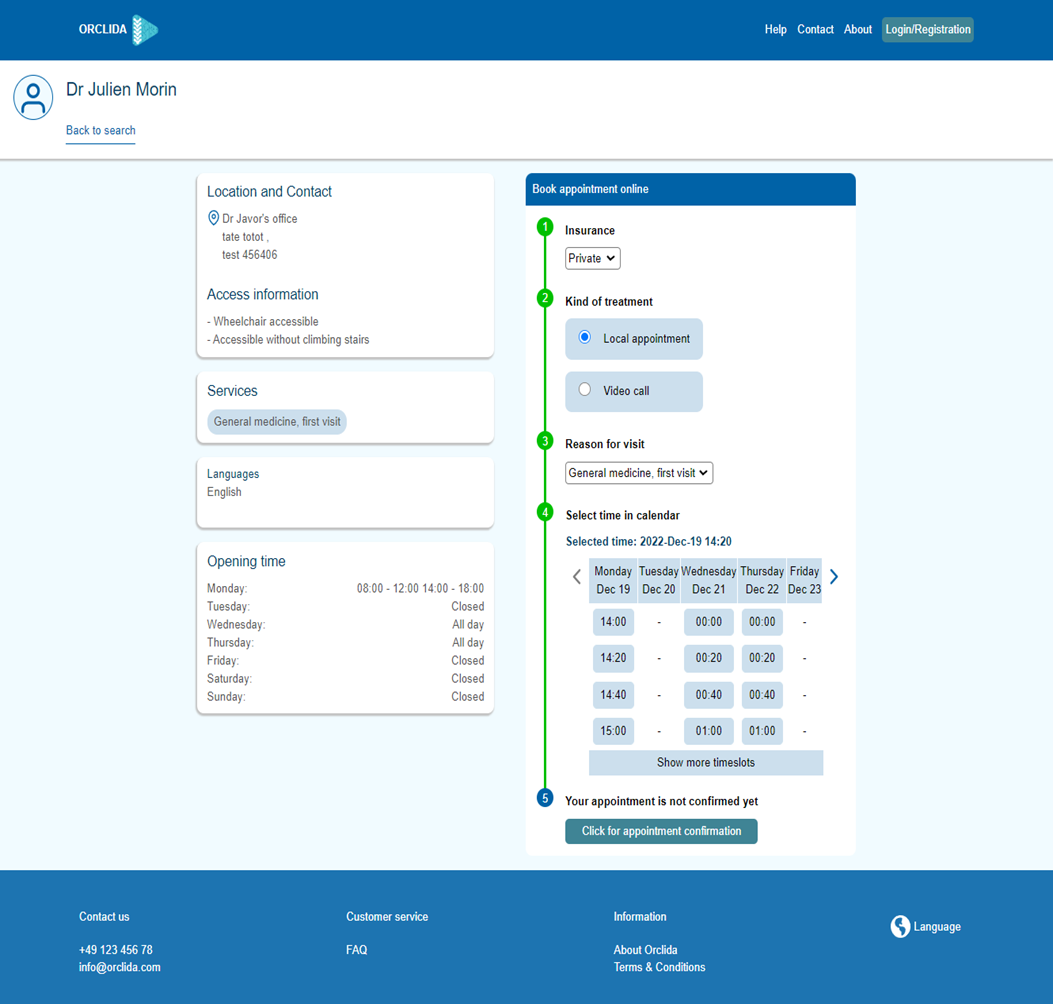 ORCLIDA
Help Contact About Login/Registration
Dr Julien Morin
Back to search
Location and Contact
Dr Javor's office
tate totot ,
test 456406
Access information
- Wheelchair accessible
- Accessible without climbing stairs
Services
General medicine, first visit
Languages
English
Opening time
Monday: 08:00 - 12:00 14:00 - 18:00
Tuesday: Closed
Wednesday: All day
Thursday: All day
Friday: Closed
Saturday: Closed
Sunday: Closed
Book appointment online
1 Insurance
Private
2 Kind of treatment
Local appointment
Video call
3 Reason for visit
General medicine, first visit
4 Select time in calendar
Selected time: 2022-Dec-19 14:20
Monday Tuesday Wednesday Thursday Friday
Dec 19 Dec 20 Dec 21 Dec 22 Dec 23
14:00 - 00:00 00:00 -
14:20 - 00:20 00:20 -
14:40 - 00:40 00:40 -
15:00 - 01:00 01:00 -
Show more timeslots
5 Your appointment is not confirmed yet
Click for appointment confirmation
Contact us
+49 123 456 78
info@orclida.com
Customer service
FAQ
Information
About Orclida
Terms & Conditions
Language